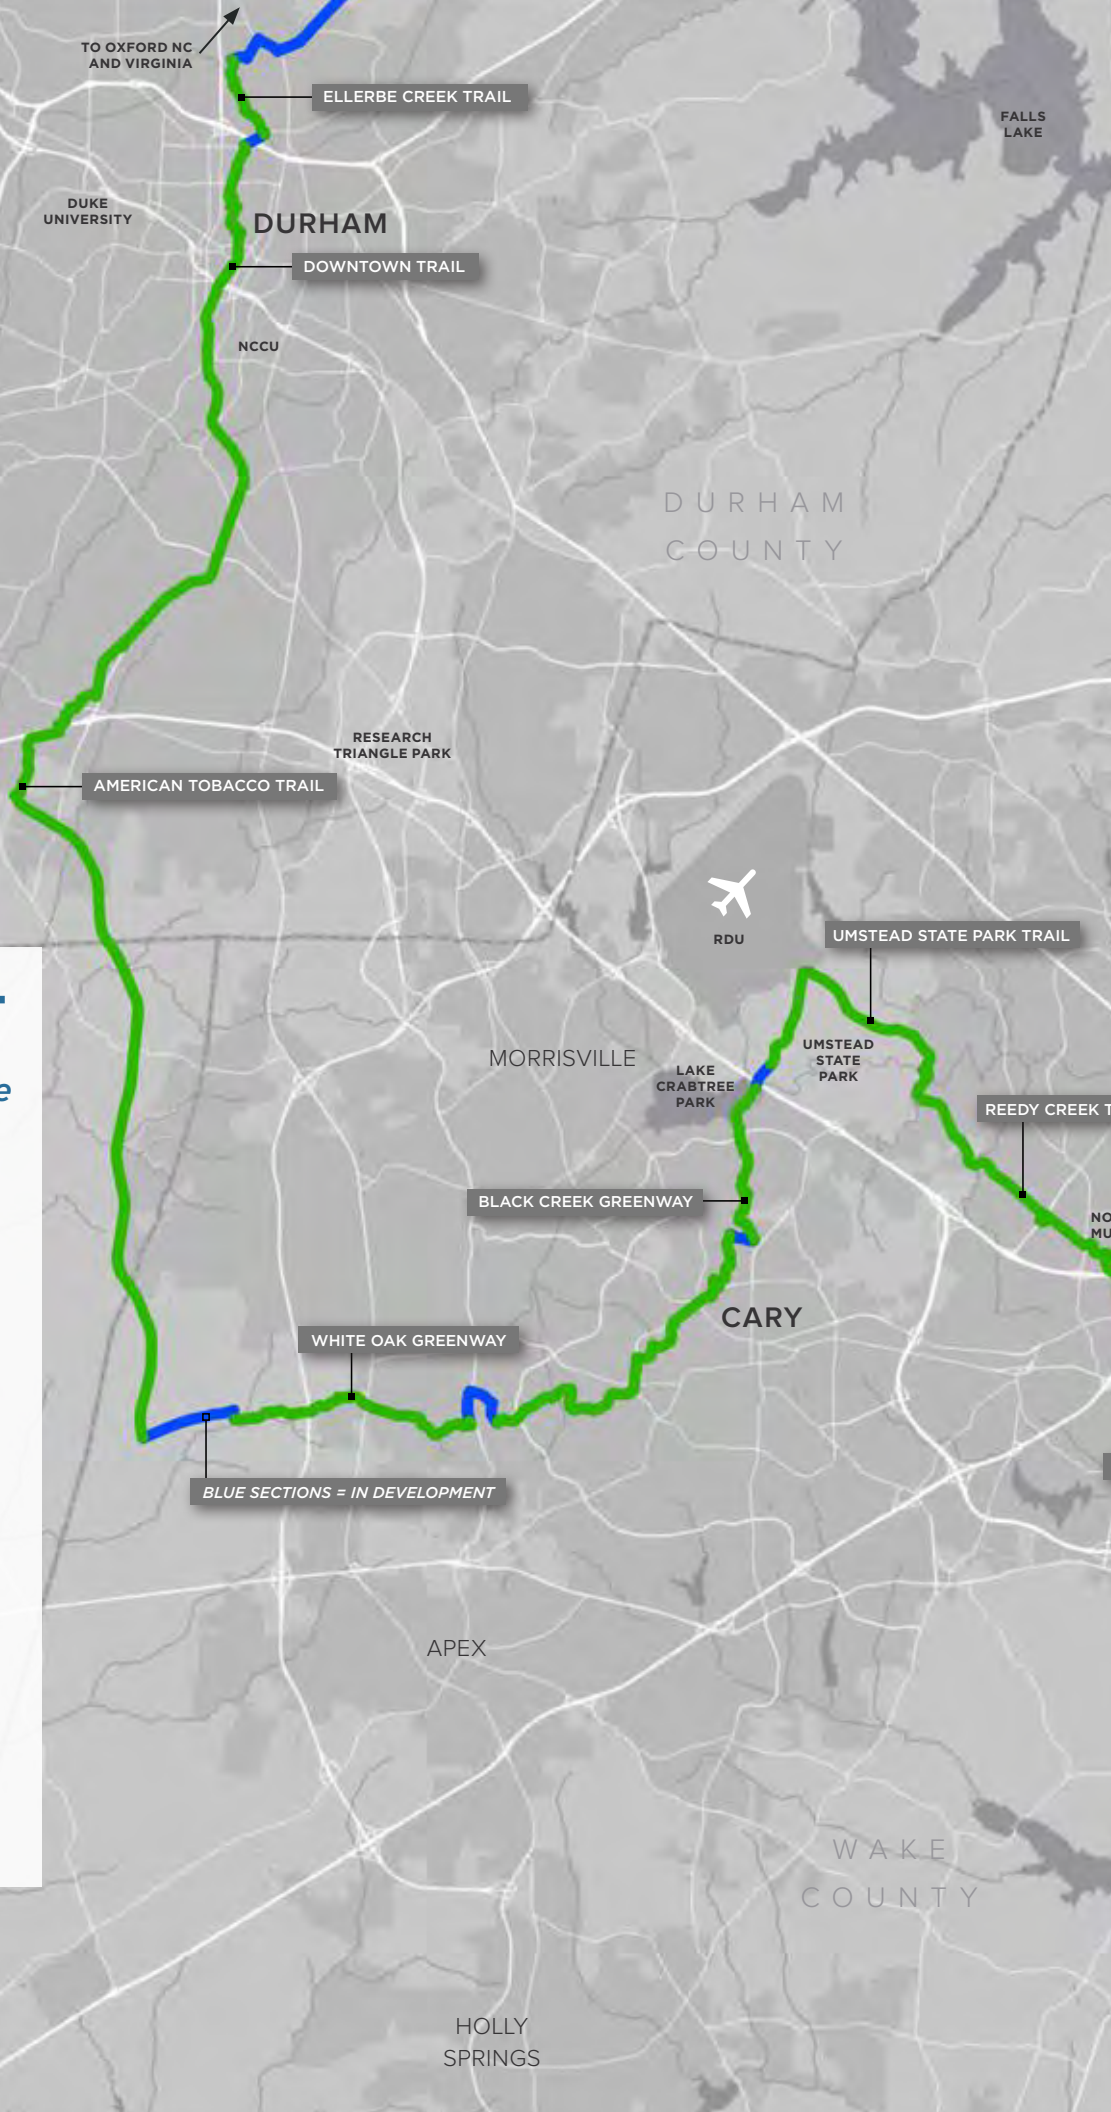 TO OXFORD NC
AND VIRGINIA
ELLERBE CREEK TRAIL
FALLS
LAKE
DUKE
UNIVERSITY
DURHAM
DOWNTOWN TRAIL
NCCU
DURHAM
COUNTY
RESEARCH
TRIANGLE PARK
AMERICAN TOBACCO TRAIL
RDU
UMSTEAD STATE PARK TRAIL
MORRISVILLE
UMSTEAD
STATE
PARK
LAKE
CRABTREE
PARK
e
REEDY CREEK T
BLACK CREEK GREENWAY
NO
MU
CARY
WHITE OAK GREENWAY
BLUE SECTIONS = IN DEVELOPMENT
APEX
WAKE
COUNTY
HOLLY
SPRINGS